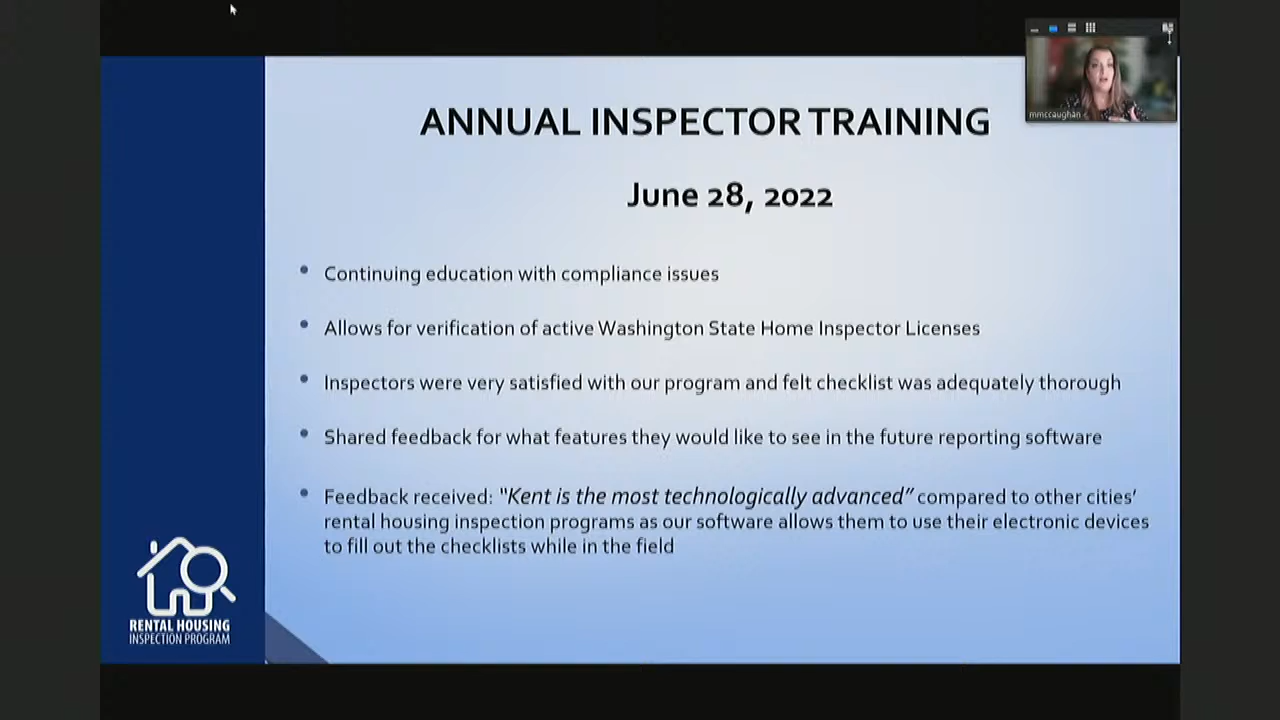 mmccaughan
ANNUAL INSPECTOR TRAINING
June 28, 2022
• Continuing education with compliance issues
• Allows for verification of active Washington State Home Inspector Licenses
• Inspectors were very satisfied with our program and felt checklist was adequately thorough
• Shared feedback for what features they would like to see in the future reporting software
• Feedback received: “Kent is the most technologically advanced” compared to other cities’
rental housing inspection programs as our software allows them to use their electronic devices
to fill out the checklists while in the field
RENTAL HOUSING
INSPECTION PROGRAM